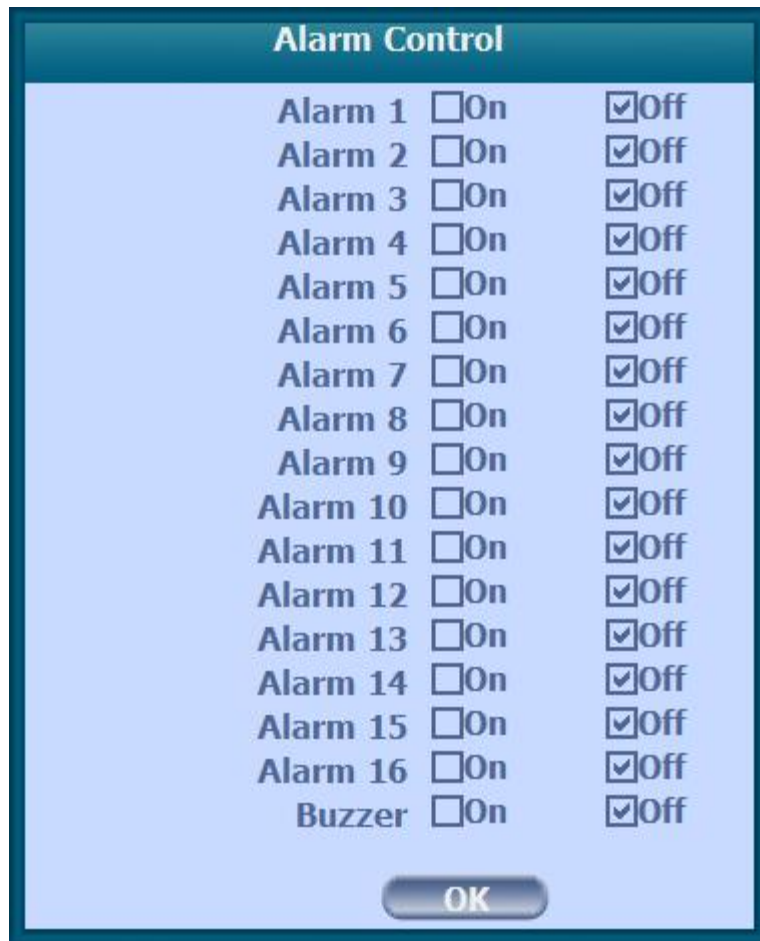 Alarm Control
Alarm 1 On Off
Alarm 2 On Off
Alarm 3 On Off
Alarm 4 On Off
Alarm 5 On Off
Alarm 6 On Off
Alarm 7 On Off
Alarm 8 On Off
Alarm 9 On Off
Alarm 10 On Off
Alarm 11 On Off
Alarm 12 On Off
Alarm 13 On Off
Alarm 14 On Off
Alarm 15 On Off
Alarm 16 On Off
Buzzer On Off
OK